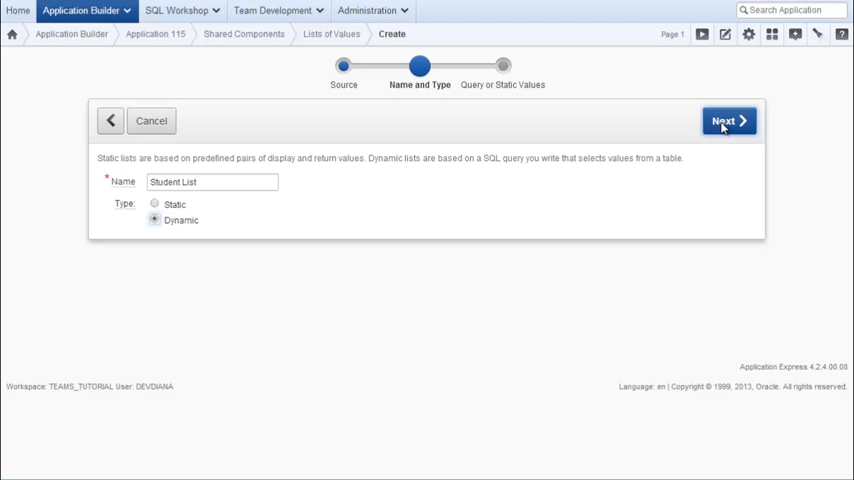 Home Application Builder SQL Workshop Team Development Administration Search Application
Application Builder Application 115 Shared Components Lists of Values Create Page 1
Source Name and Type Query or Static Values
Cancel Next
Static lists are based on predefined pairs of display and return values. Dynamic lists are based on a SQL query you write that selects values from a table.
* Name Student List
Type: Static
Dynamic
Application Express 4.2.4.00.08
Workspace: TEAMS_TUTORIAL User: DEVDIANA Language: en | Copyright © 1999, 2013, Oracle. All rights reserved.